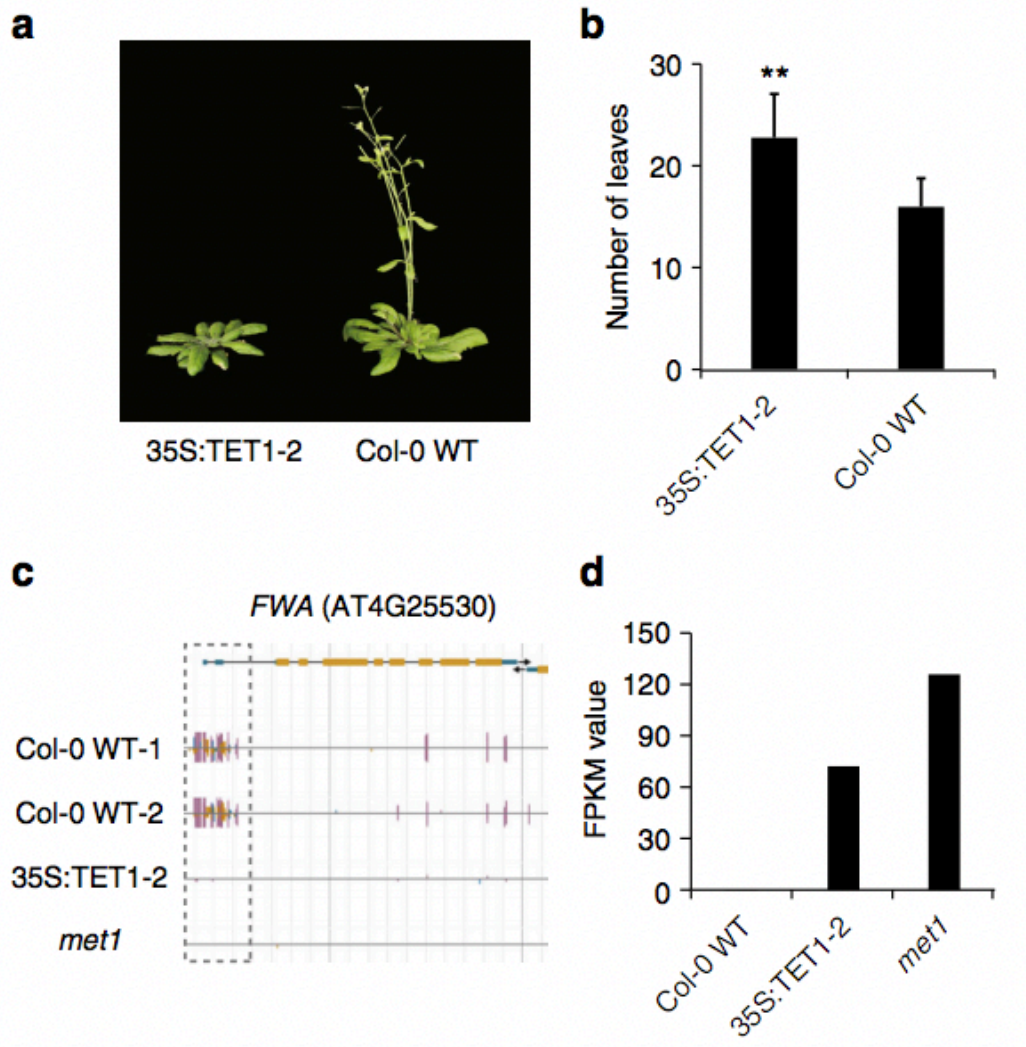 a
35S:TET1-2 Col-0 WT
b
30
20
10
0
Number of leaves
**
35S:TET1-2
Col-0 WT
c
FWA (AT4G25530)
Col-0 WT-1
Col-0 WT-2
35S:TET1-2
met1
d
150
120
90
60
30
0
FPKM value
Col-0 WT
35S:TET1-2
met1